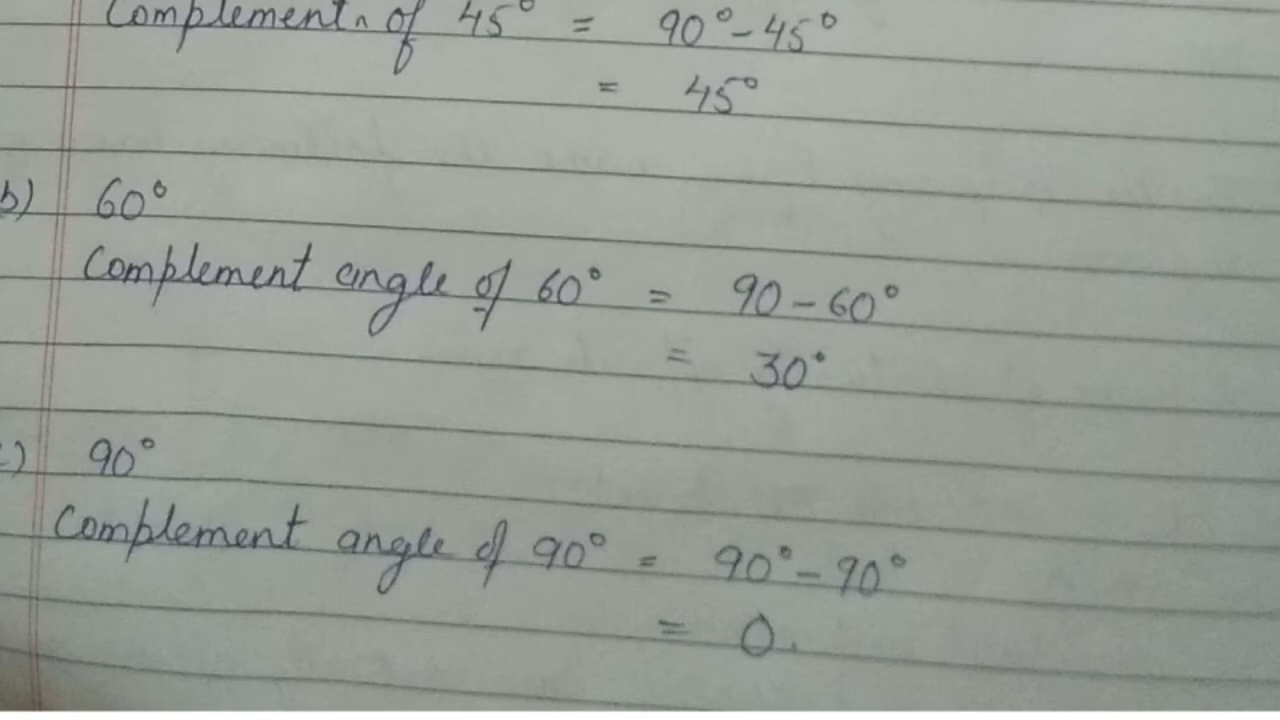 Complement of 45° = 90° - 45°
= 45°
b) 60°
Complement angle of 60° = 90 - 60°
= 30°
) 90°
Complement angle of 90° = 90° - 90°
= 0.